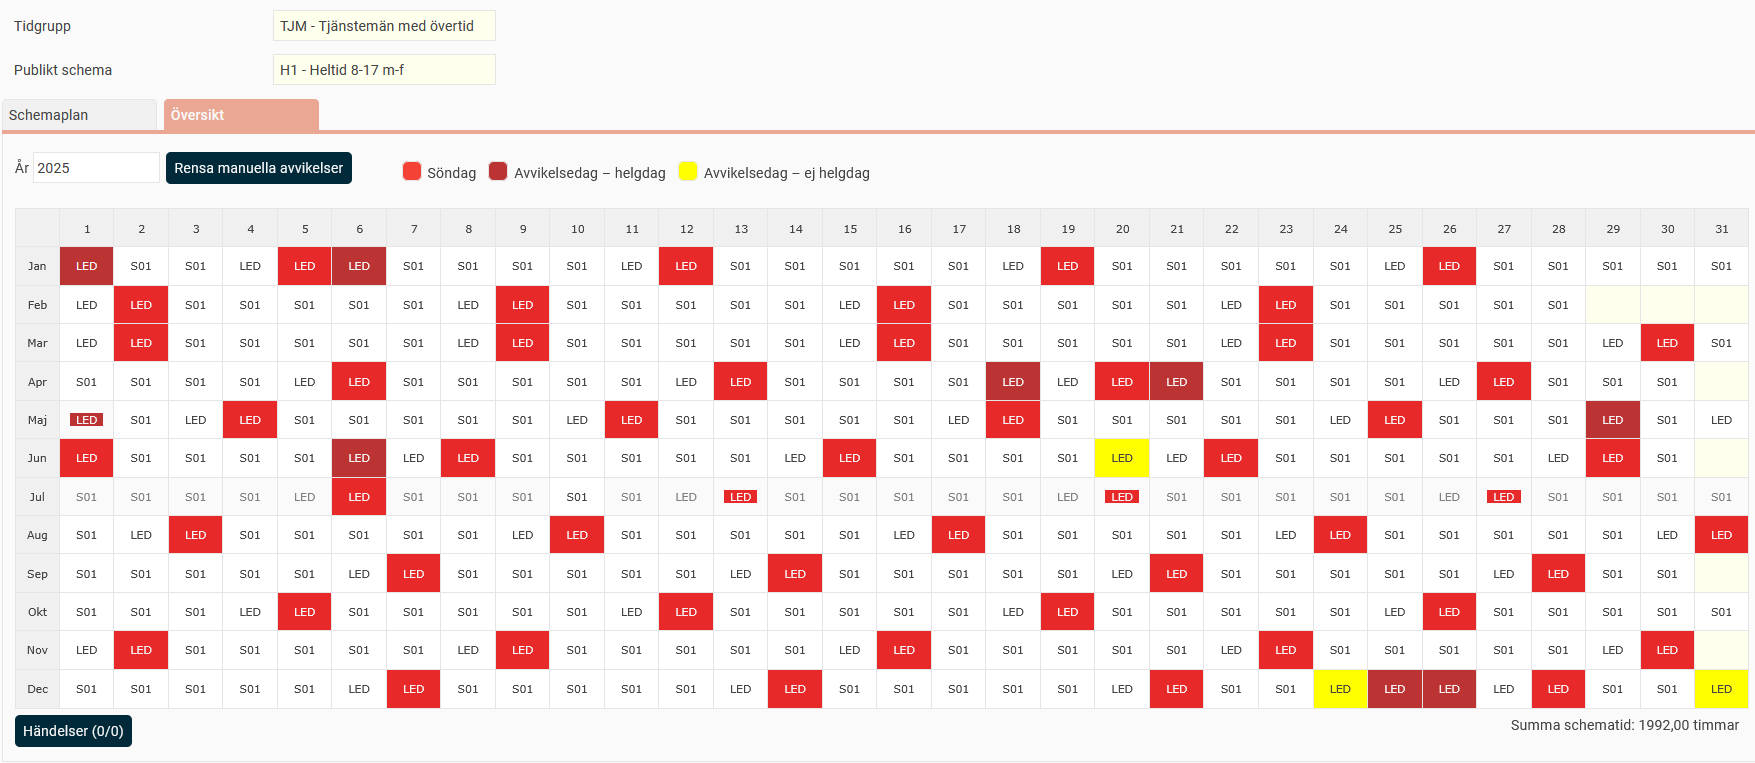 Tidgrupp TJM - Tjänstemän med övertid
Publikt schema H1 - Heltid 8-17 m-f
Schemaplan Översikt
År 2025 Rensa manuella avvikelser Söndag Avvikelsedag – helgdag Avvikelsedag – ej helgdag
1 2 3 4 5 6 7 8 9 10 11 12 13 14 15 16 17 18 19 20 21 22 23 24 25 26 27 28 29 30 31
Jan LED S01 S01 LED LED LED S01 S01 S01 S01 LED LED S01 S01 S01 S01 S01 LED LED S01 S01 S01 S01 S01 LED LED S01 S01 S01 S01 S01
Feb LED LED S01 S01 S01 S01 S01 LED LED S01 S01 S01 S01 S01 LED LED S01 S01 S01 S01 S01 LED LED S01 S01 S01 S01 S01
Mar LED LED S01 S01 S01 S01 S01 LED LED S01 S01 S01 S01 S01 LED LED S01 S01 S01 S01 S01 LED LED S01 S01 S01 S01 S01 LED LED S01
Apr S01 S01 S01 S01 LED LED S01 S01 S01 S01 S01 LED LED S01 S01 S01 S01 LED LED LED LED S01 S01 S01 S01 LED LED S01 S01 S01
Maj LED S01 LED LED S01 S01 S01 S01 S01 LED LED S01 S01 S01 S01 S01 LED LED S01 S01 S01 S01 S01 LED LED S01 S01 S01 LED S01 LED
Jun LED S01 S01 S01 S01 LED LED LED S01 S01 S01 S01 S01 LED LED S01 S01 S01 S01 LED LED LED S01 S01 S01 S01 S01 LED LED S01
Jul S01 S01 S01 S01 LED LED S01 S01 S01 S01 S01 LED LED S01 S01 S01 S01 S01 LED LED S01 S01 S01 S01 S01 LED LED S01 S01 S01 S01
Aug S01 LED LED S01 S01 S01 S01 S01 LED LED S01 S01 S01 S01 S01 LED LED S01 S01 S01 S01 S01 LED LED S01 S01 S01 S01 S01 LED LED
Sep S01 S01 S01 S01 S01 LED LED S01 S01 S01 S01 S01 LED LED S01 S01 S01 S01 S01 LED LED S01 S01 S01 S01 S01 LED LED S01 S01
Okt S01 S01 S01 LED LED S01 S01 S01 S01 S01 LED LED S01 S01 S01 S01 S01 LED LED S01 S01 S01 S01 S01 LED LED S01 S01 S01 S01 S01
Nov LED LED S01 S01 S01 S01 S01 LED LED S01 S01 S01 S01 S01 LED LED S01 S01 S01 S01 S01 LED LED S01 S01 S01 S01 S01 LED LED
Dec S01 S01 S01 S01 S01 LED LED S01 S01 S01 S01 S01 LED LED S01 S01 S01 S01 S01 LED LED S01 S01 LED LED LED LED LED S01 S01 LED
Händelser (0/0) Summa schematid: 1992,00 timmar